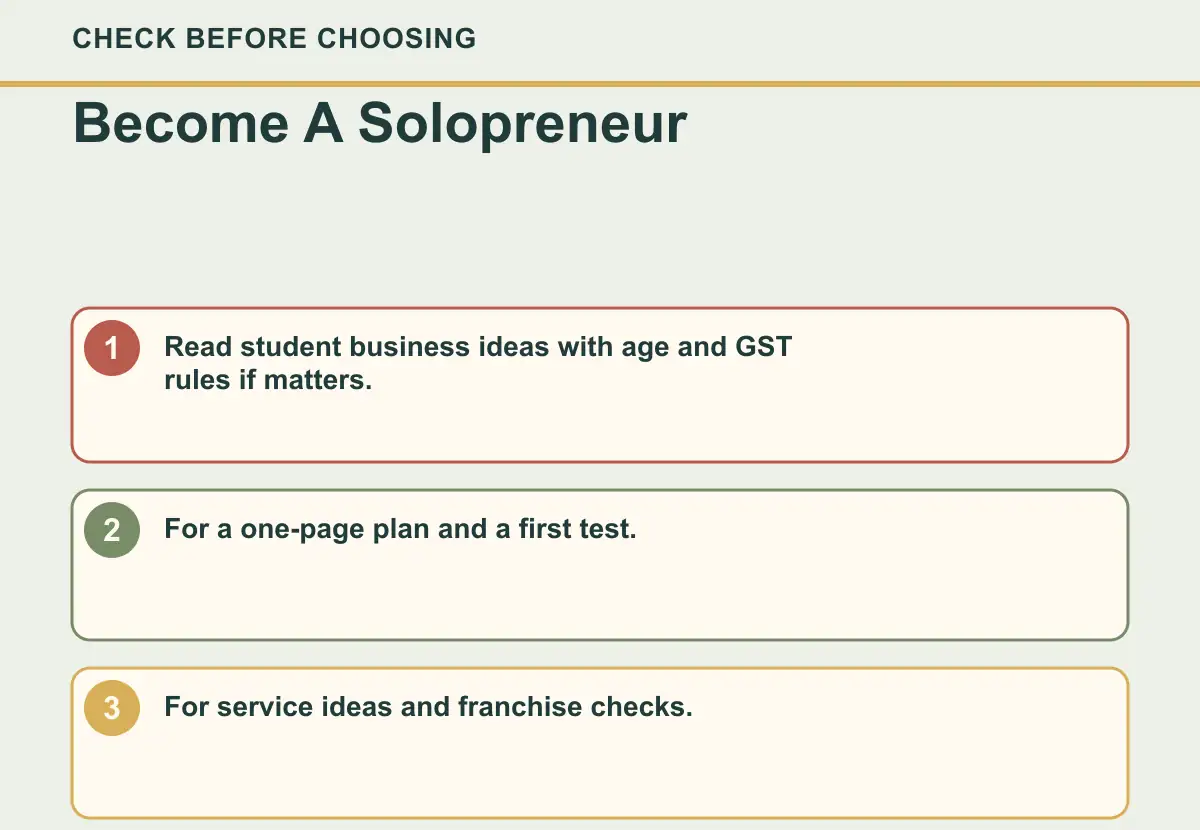 CHECK BEFORE CHOOSING
Become A Solopreneur
1
Read student business ideas with age and GST
rules if matters.
2
For a one-page plan and a first test.
3
For service ideas and franchise checks.